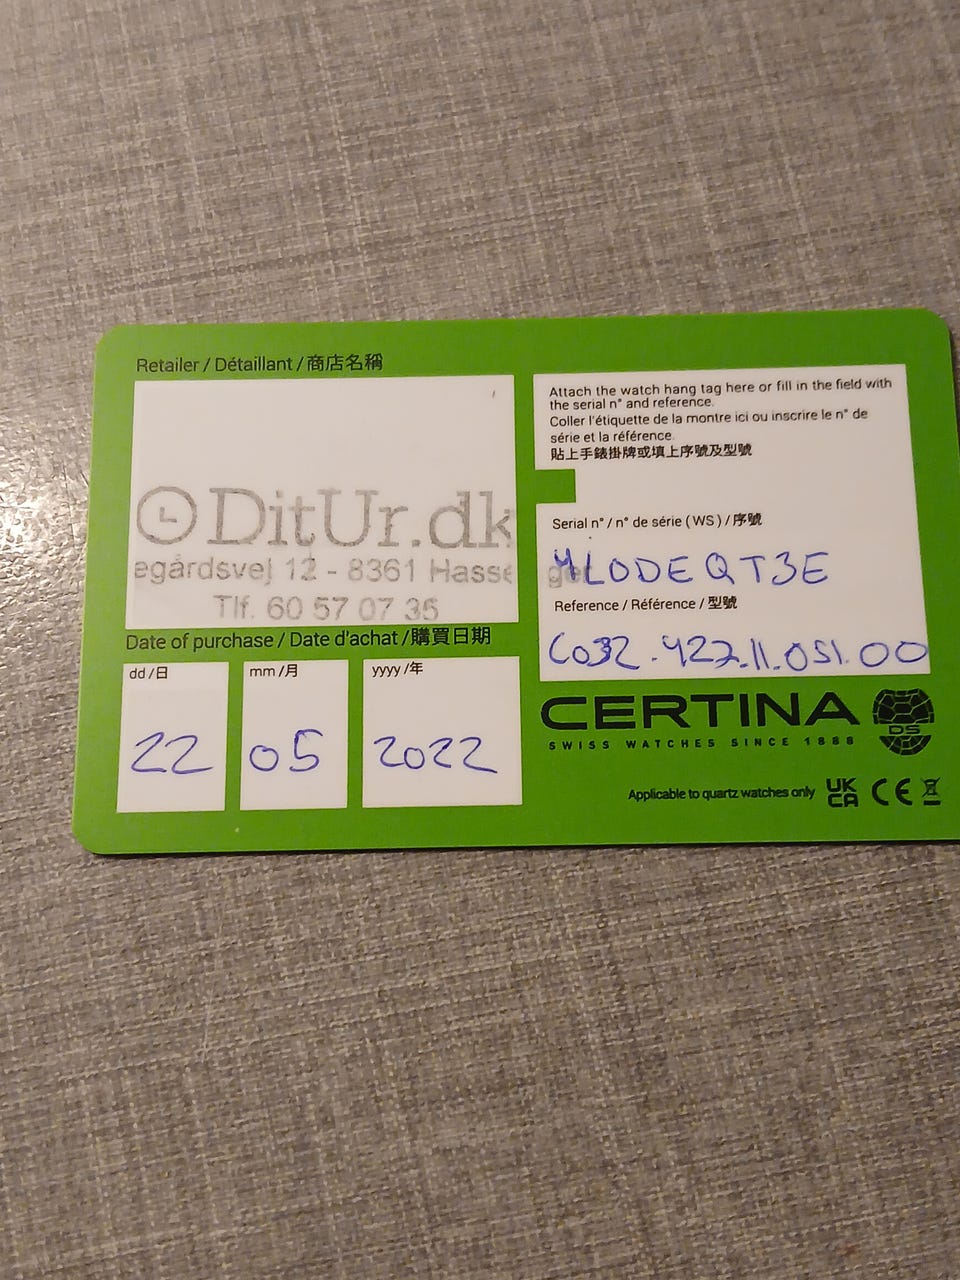 Retailer / Détaillant / 商店名稱
DitUr.dk
egårdsvej 12 - 8361 Hasse
Tlf. 60 57 07 35
Date of purchase / Date d'achat /購買日期
dd /日 mm /月 yyyy /年
22 05 2022
Attach the watch hang tag here or fill in the field with
the serial n° and reference.
Coller l'étiquette de la montre ici ou inscrire le n° de
série et la référence.
貼上手錶掛牌或填上序號及型號
Serial n° / n° de série ( WS ) / 序號
YLODEQT3E
Reference / Référence / 型號
C032.422.11.051.00
CERTINA
DS
SWISS WATCHES SINCE 1888
Applicable to quartz watches only UK CA CE